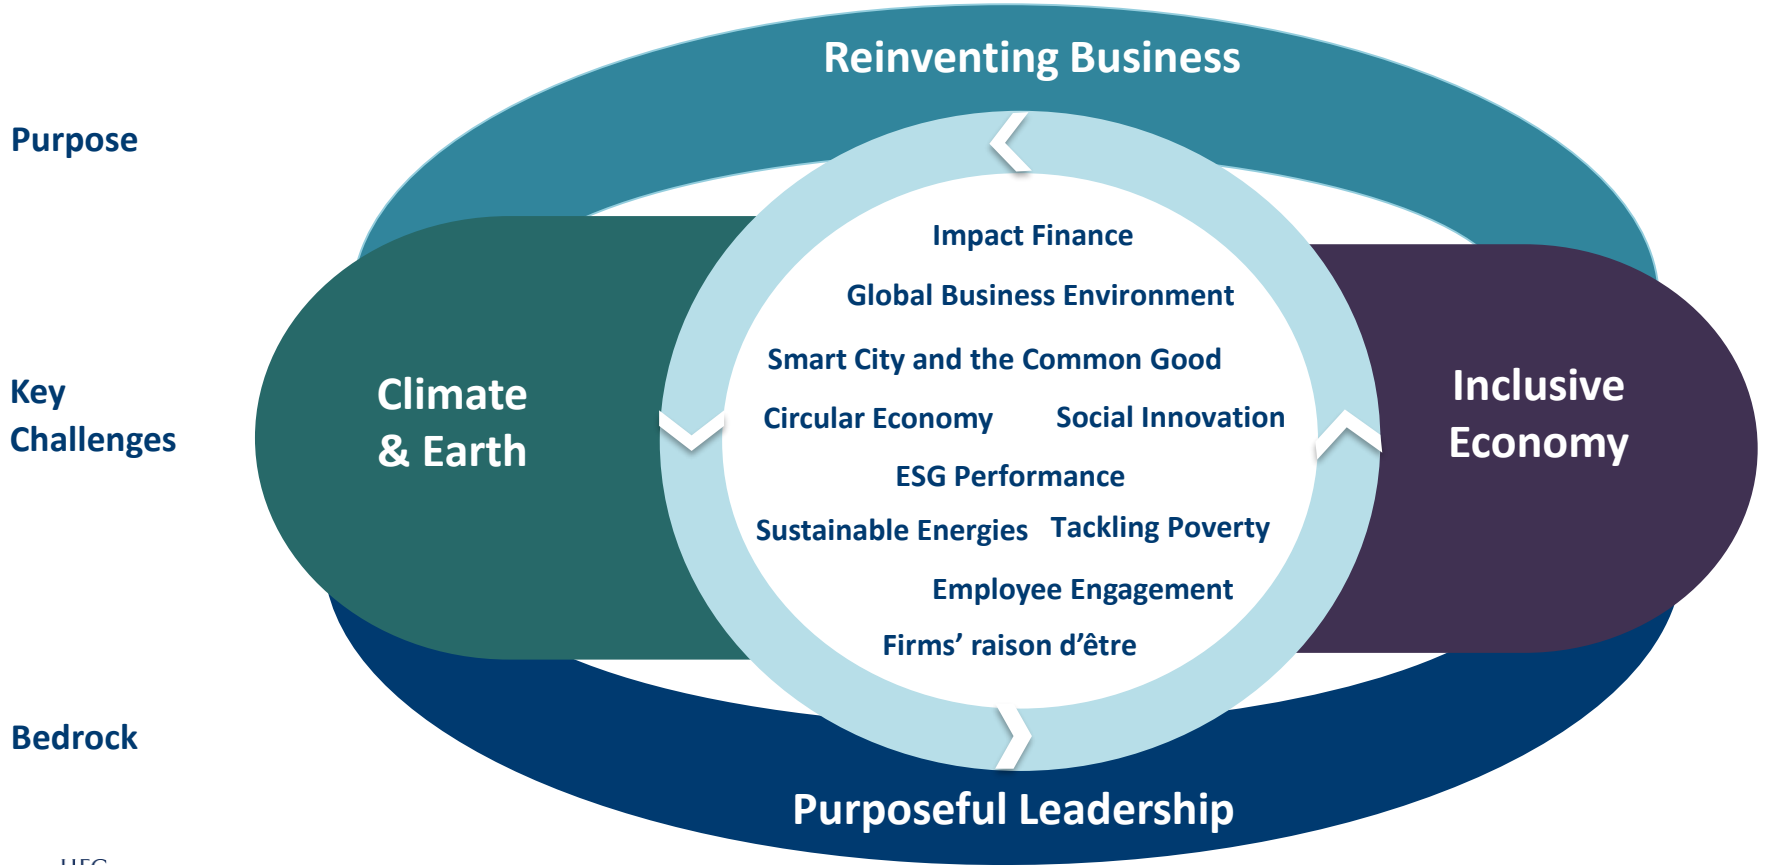 Reinventing Business
Purpose
Impact Finance
Global Business Environment
Smart City and the Common Good
Key
Challenges
Climate
& Earth
Circular Economy
Social Innovation
Inclusive
Economy
ESG Performance
Sustainable Energies
Tackling Poverty
Employee Engagement
Firms’ raison d’être
Bedrock
Purposeful Leadership